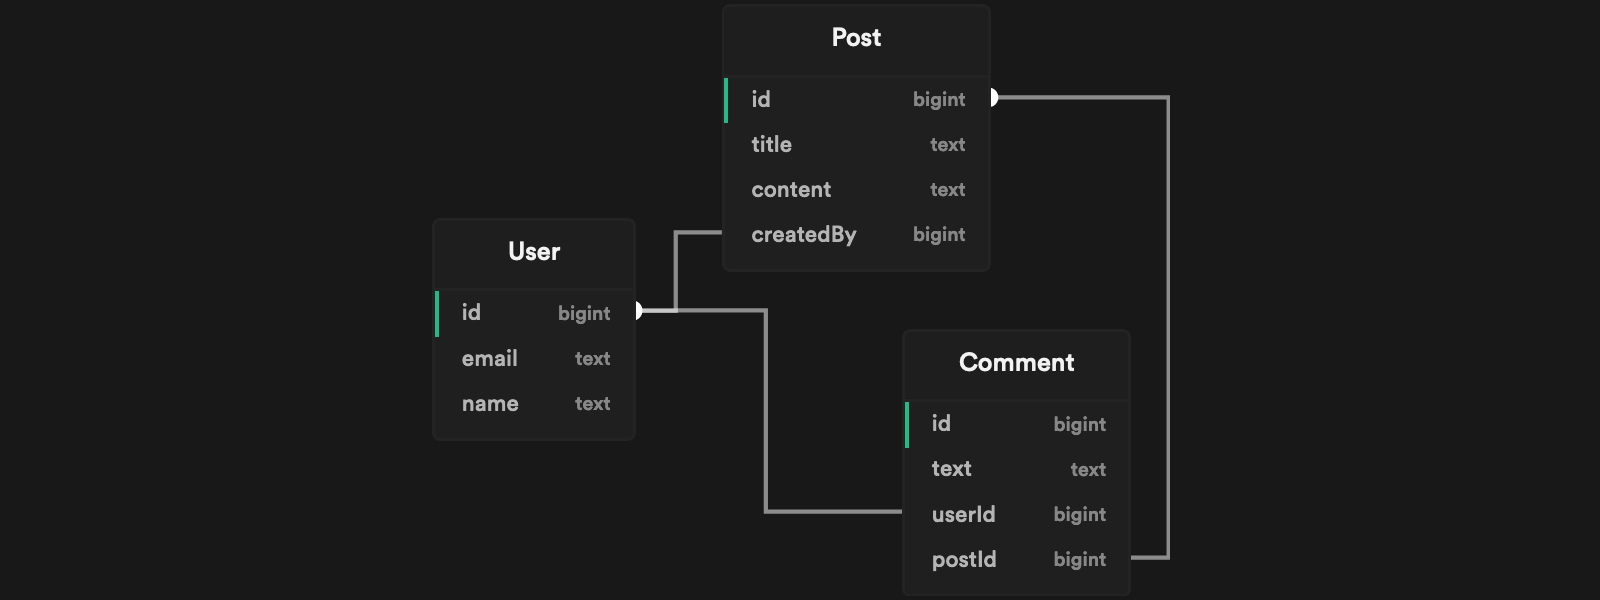 Post
id bigint
title text
content text
createdBy bigint
User
id bigint
email text
name text
Comment
id bigint
text text
userId bigint
postId bigint